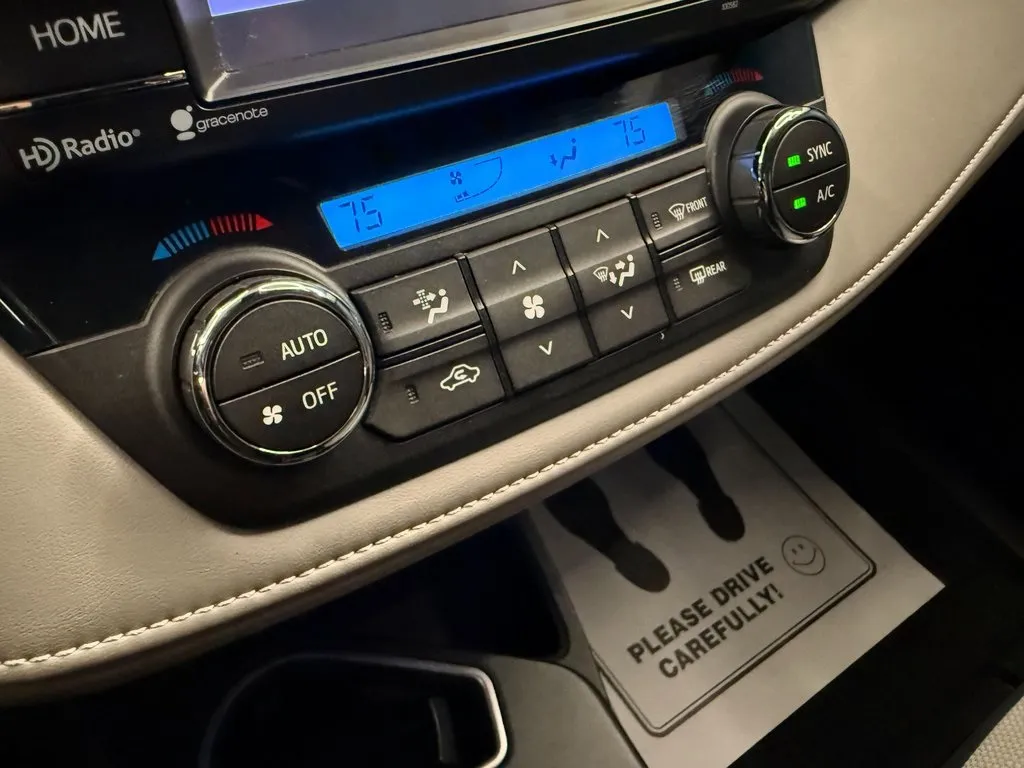 HOME
HD Radio®
gracenote
75
75
SYNC
A/C
FRONT
REAR
AUTO
OFF
PLEASE DRIVE
CAREFULLY!